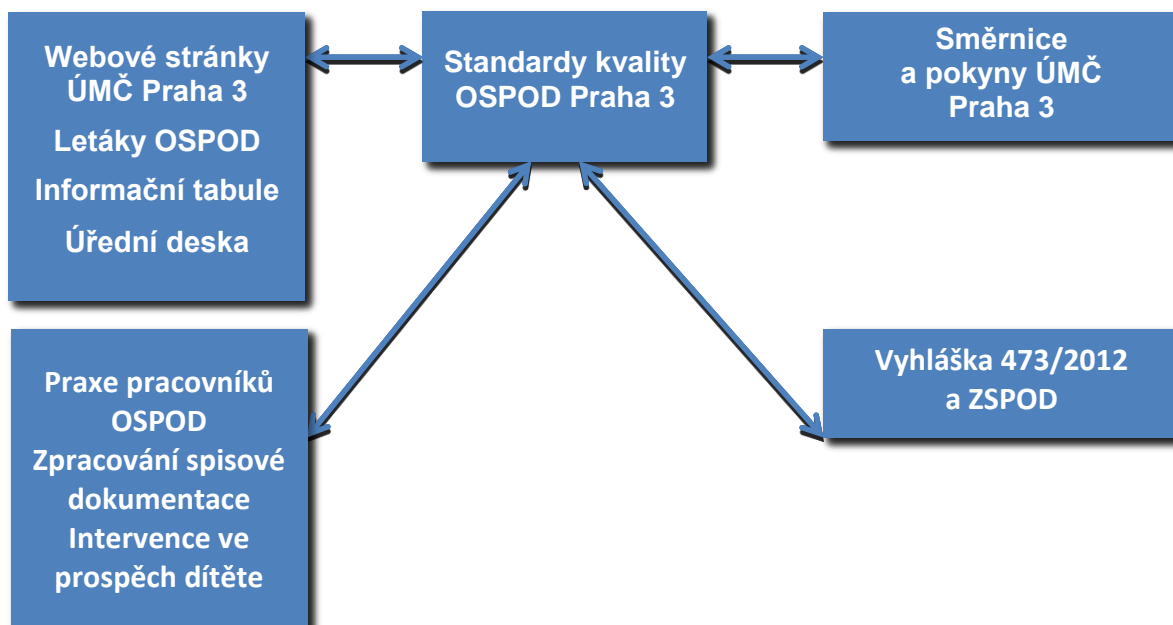 Webové stránky
ÚMČ Praha 3
Letáky OSPOD
Informační tabule
Úřední deska
Standardy kvality
OSPOD Praha 3
Směrnice
a pokyny ÚMČ
Praha 3
Praxe pracovníků
OSPOD
Zpracování spisové
dokumentace
Intervence ve
prospěch dítěte
Vyhláška 473/2012
a ZSPOD